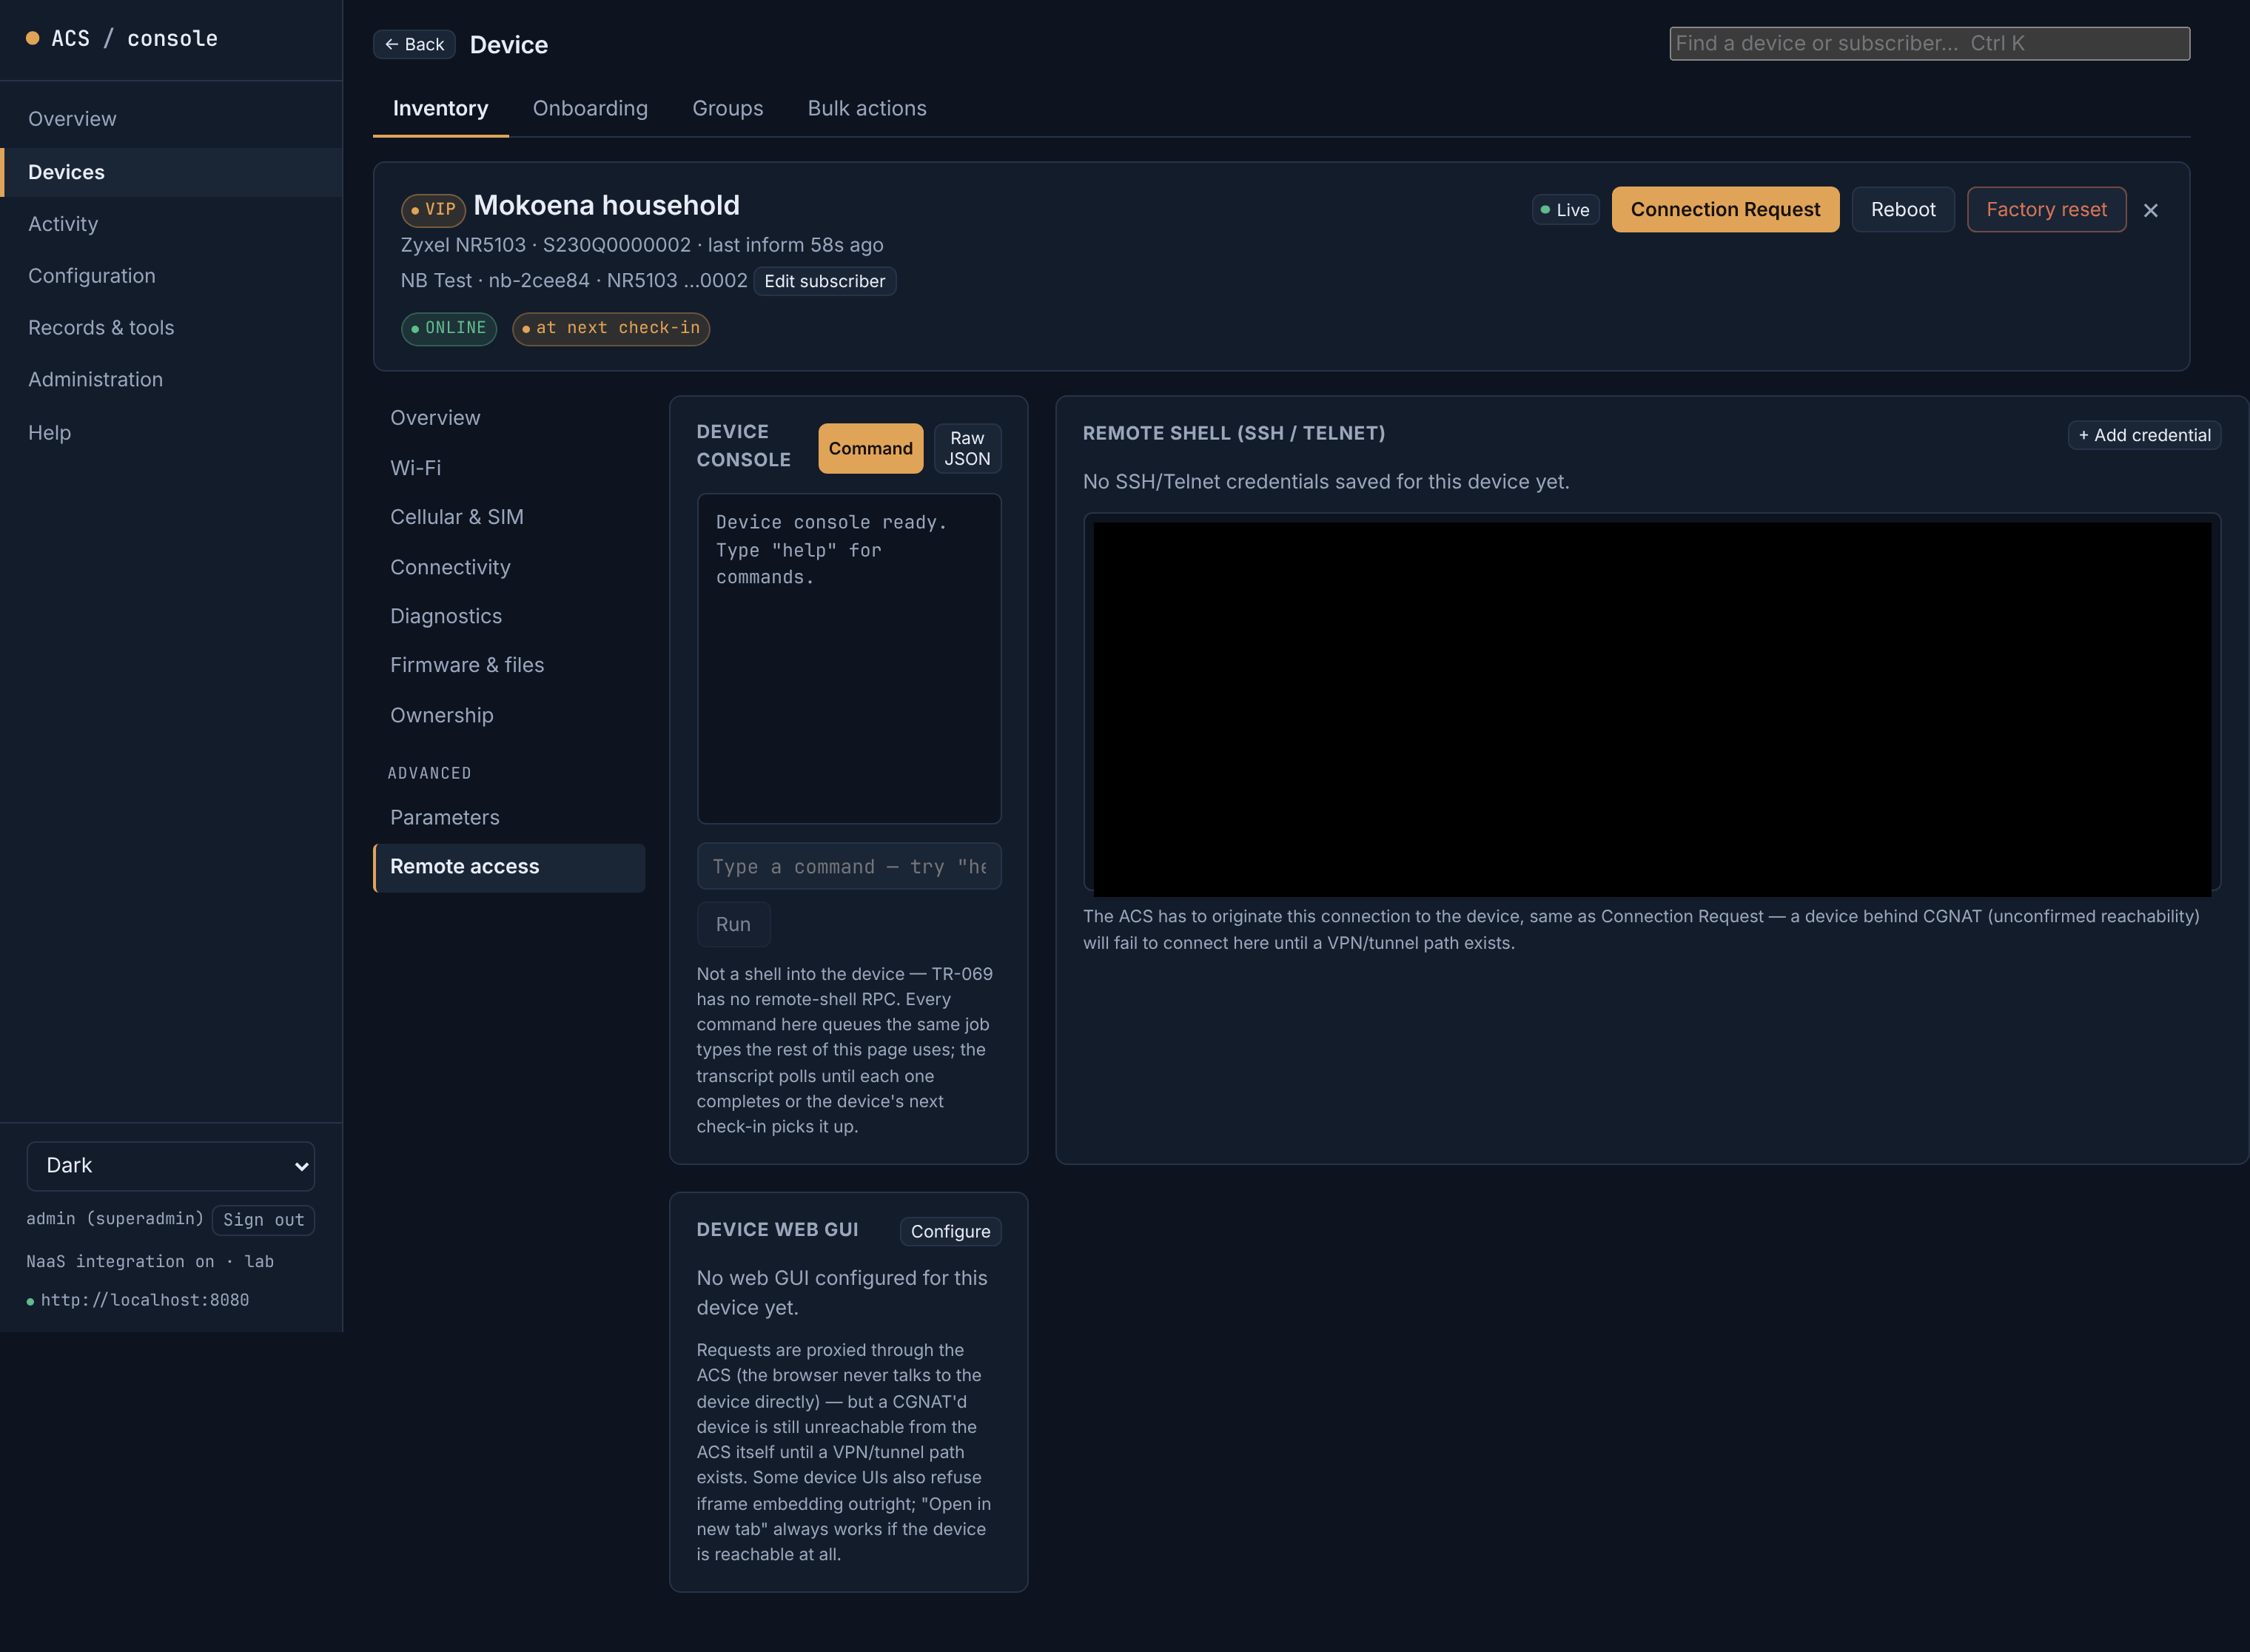 ACS / console
Overview
Devices
Activity
Configuration
Records & tools
Administration
Help
Dark
admin (superadmin) Sign out
NaaS integration on · lab
http://localhost:8080
← Back Device
Find a device or subscriber... Ctrl K
Inventory Onboarding Groups Bulk actions
VIP Mokoena household
Zyxel NR5103 · S230Q0000002 · last inform 58s ago
NB Test · nb-2cee84 · NR5103 ...0002 Edit subscriber
ONLINE at next check-in
Live Connection Request Reboot Factory reset ✕
Overview
Wi-Fi
Cellular & SIM
Connectivity
Diagnostics
Firmware & files
Ownership
ADVANCED
Parameters
Remote access
DEVICE
CONSOLE
Command
Raw
JSON
Device console ready.
Type "help" for
commands.
Type a command — try "he
Run
Not a shell into the device — TR-069
has no remote-shell RPC. Every
command here queues the same job
types the rest of this page uses; the
transcript polls until each one
completes or the device's next
check-in picks it up.
REMOTE SHELL (SSH / TELNET)
+ Add credential
No SSH/Telnet credentials saved for this device yet.
The ACS has to originate this connection to the device, same as Connection Request — a device behind CGNAT (unconfirmed reachability)
will fail to connect here until a VPN/tunnel path exists.
DEVICE WEB GUI Configure
No web GUI configured for this
device yet.
Requests are proxied through the
ACS (the browser never talks to the
device directly) — but a CGNAT'd
device is still unreachable from the
ACS itself until a VPN/tunnel path
exists. Some device UIs also refuse
iframe embedding outright; "Open in
new tab" always works if the device
is reachable at all.